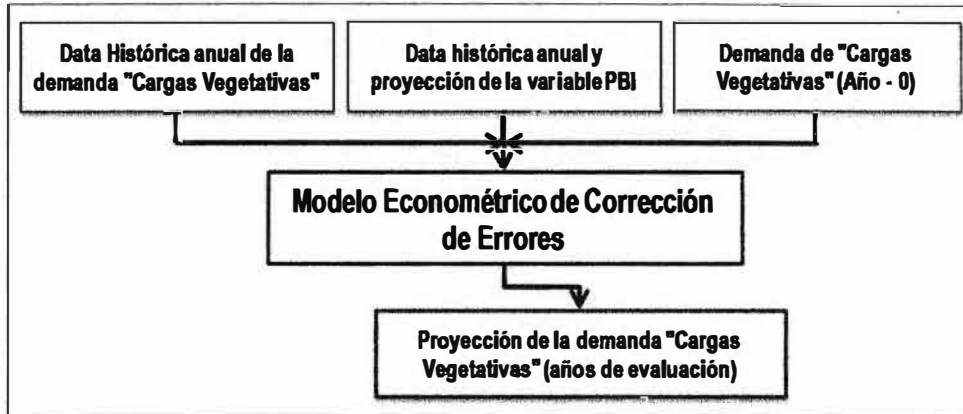 Data Histórica anual de la
demanda "Cargas Vegetativas"
Data histórica anual y
proyección de la variable PBI
Demanda de "Cargas
Vegetativas" (Año - 0)
Modelo Econométrico de Corrección
de Errores
Proyección de la demanda "Cargas
Vegetativas" (años de evaluación)